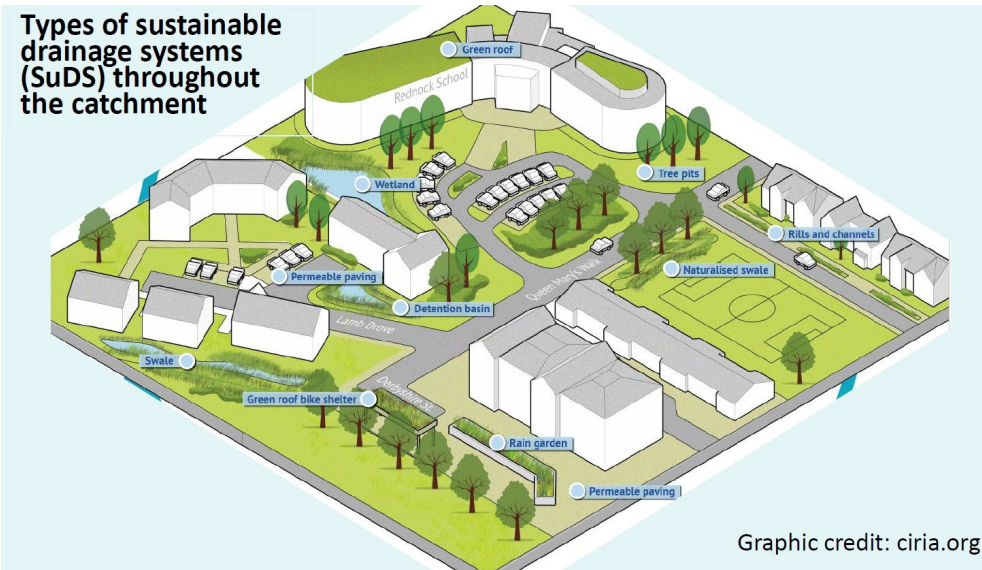 Types of sustainable
drainage systems
(SuDS) throughout
the catchment
Green roof
Rednock School
Tree pits
Wetland
Rills and channels
Naturalised swale
Permeable paving
Queen Mary's Walk
Detention basin
Lamb Drove
Swale
Derbyshire St
Green roof bike shelter
Rain garden
Permeable paving
Graphic credit: ciria.org